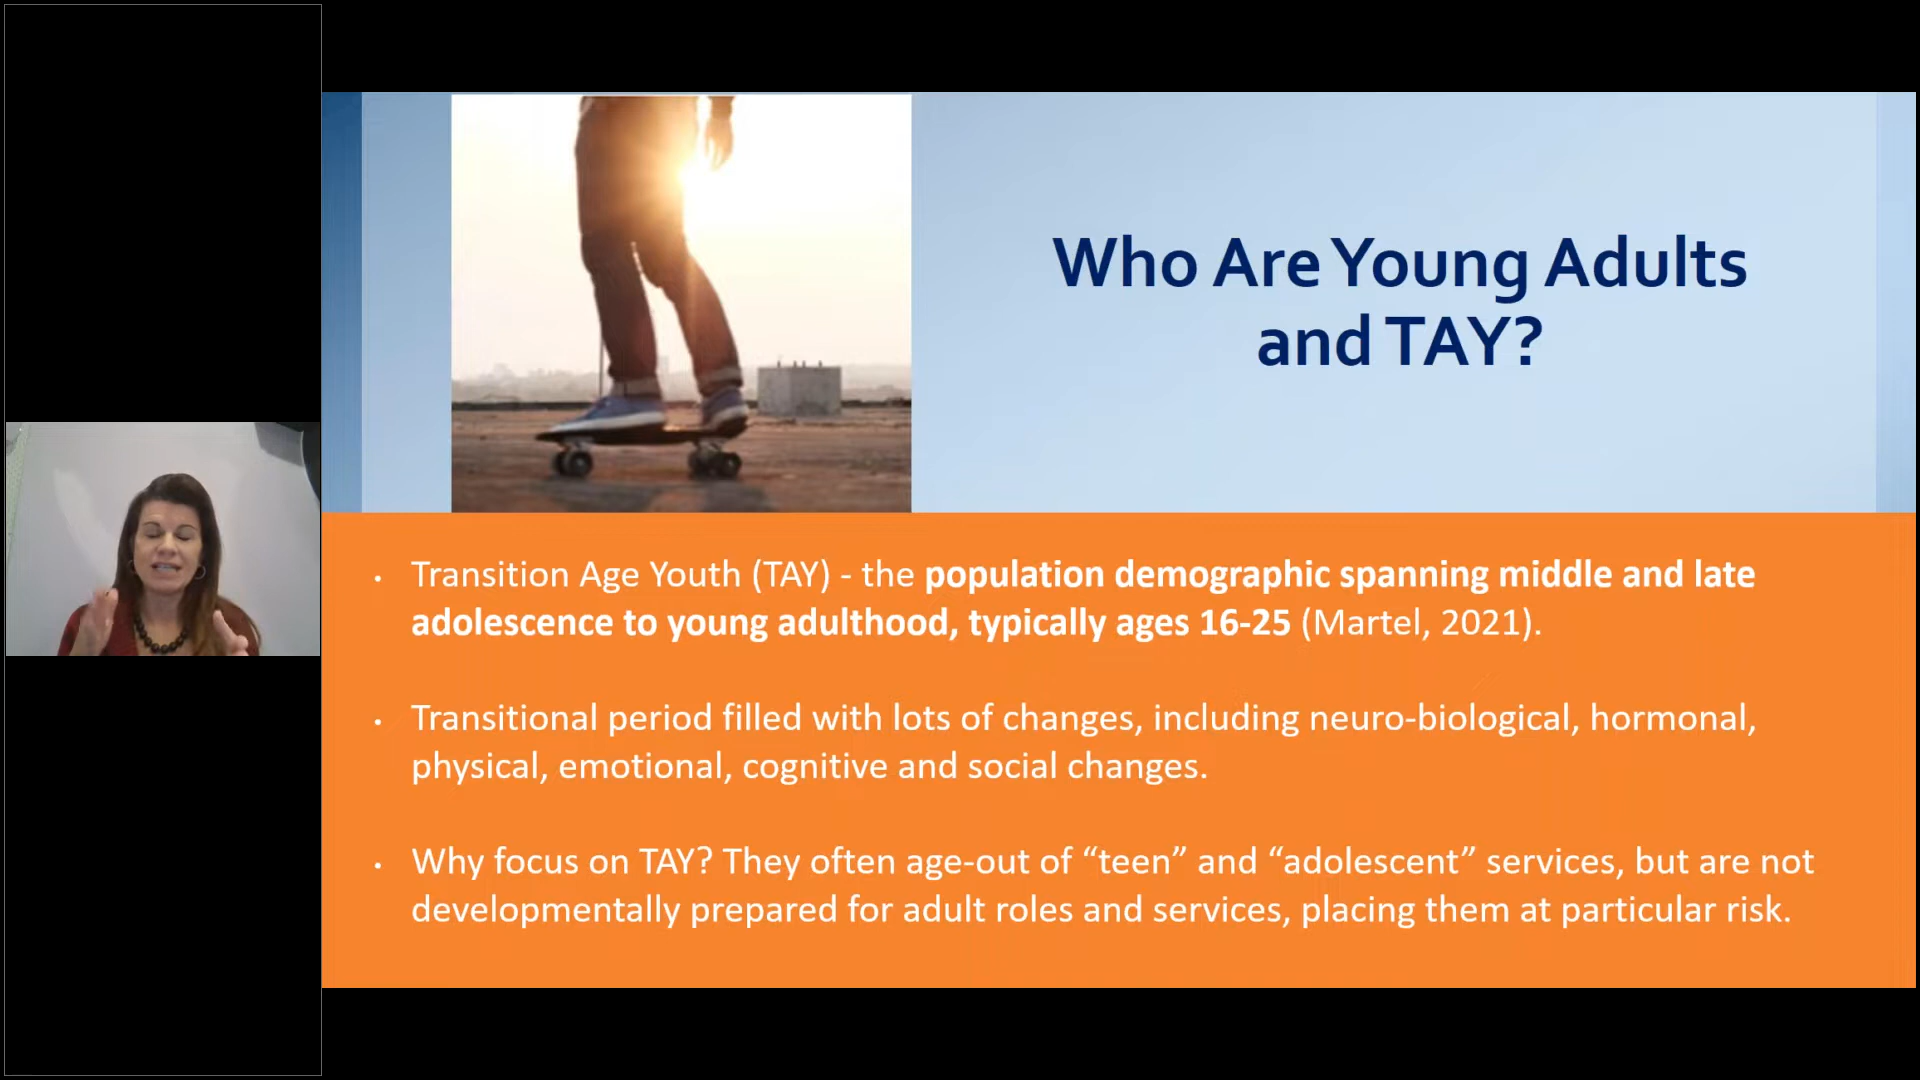 Who Are Young Adults
and TAY?
• Transition Age Youth (TAY) - the population demographic spanning middle and late
adolescence to young adulthood, typically ages 16-25 (Martel, 2021).
• Transitional period filled with lots of changes, including neuro-biological, hormonal,
physical, emotional, cognitive and social changes.
• Why focus on TAY? They often age-out of “teen” and “adolescent” services, but are not
developmentally prepared for adult roles and services, placing them at particular risk.